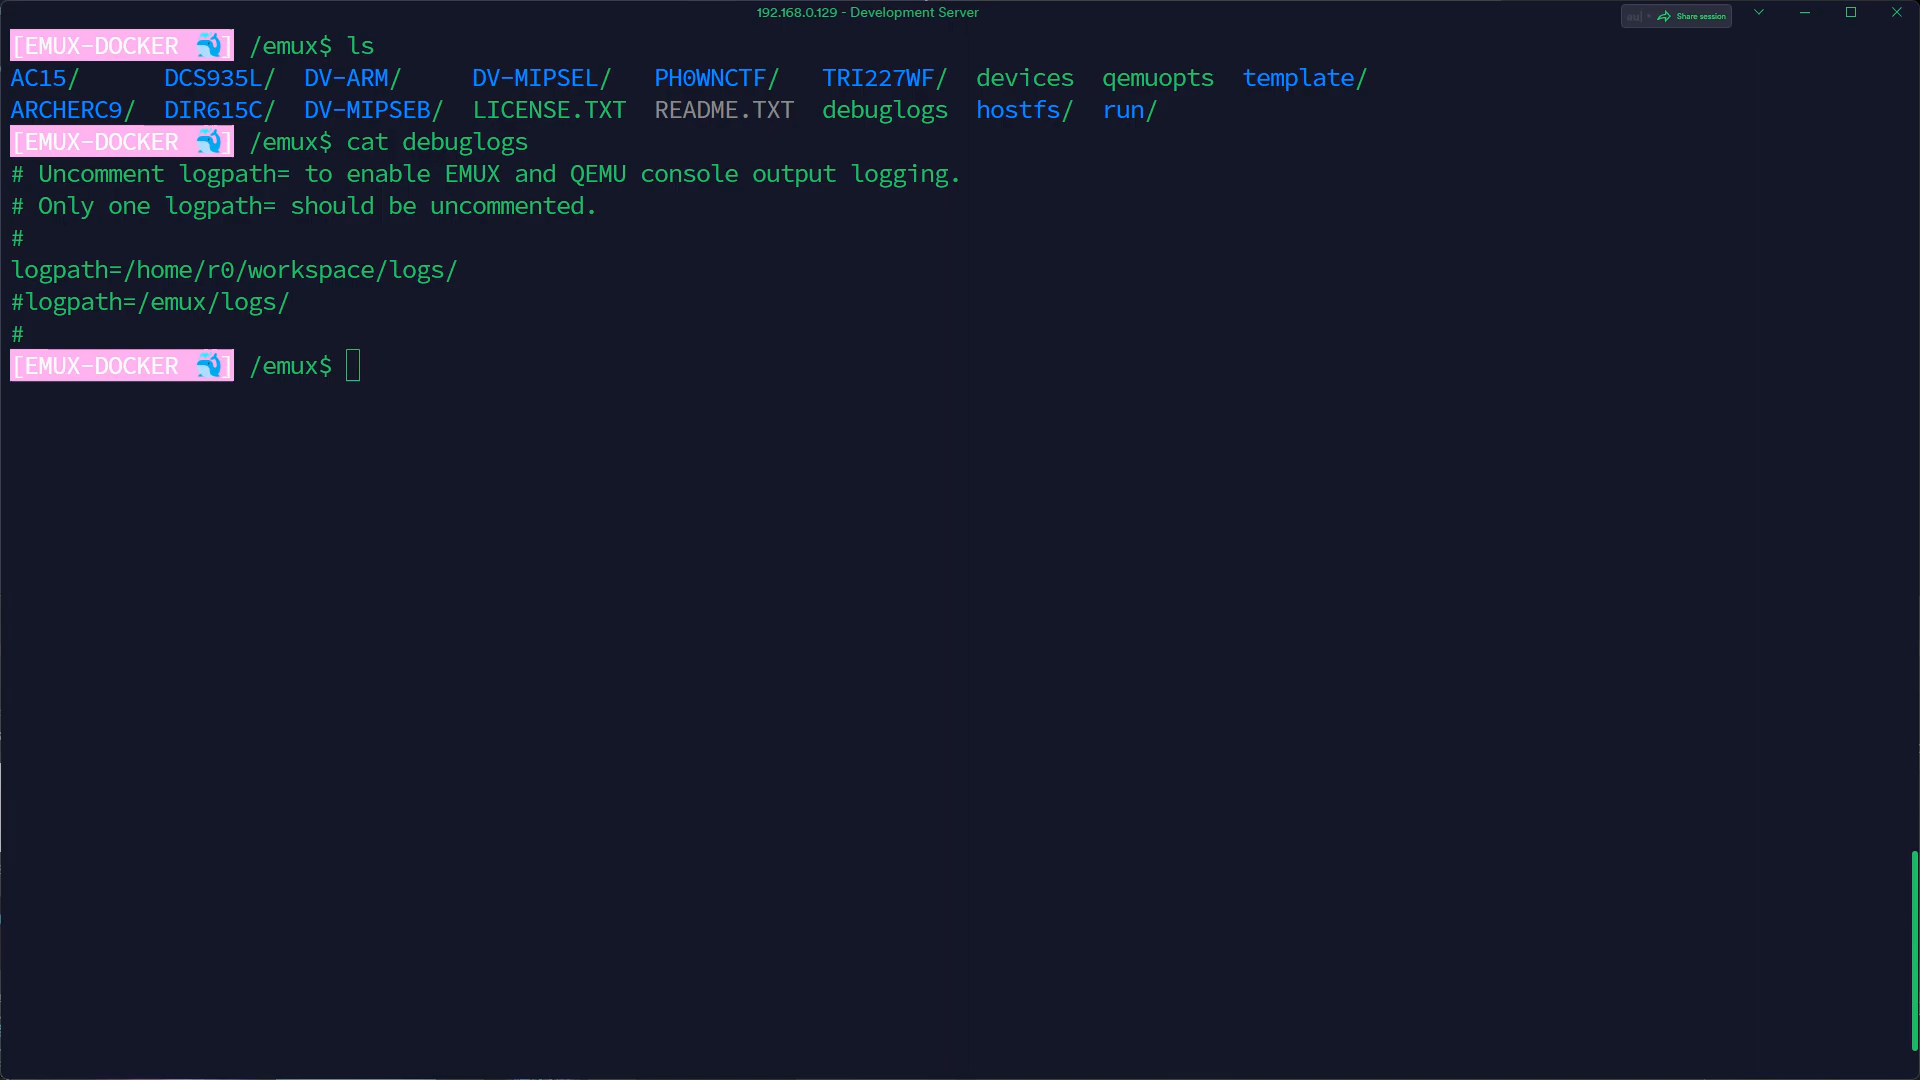 192.168.0.129 - Development Server
Share session
[EMUX-DOCKER 🐳] /emux$ ls
AC15/ DCS935L/ DV-ARM/ DV-MIPSEL/ PH0WNCTF/ TRI227WF/ devices qemuopts template/
ARCHERC9/ DIR615C/ DV-MIPSEB/ LICENSE.TXT README.TXT debuglogs hostfs/ run/
[EMUX-DOCKER 🐳] /emux$ cat debuglogs
# Uncomment logpath= to enable EMUX and QEMU console output logging.
# Only one logpath= should be uncommented.
#
logpath=/home/r0/workspace/logs/
#logpath=/emux/logs/
#
[EMUX-DOCKER 🐳] /emux$